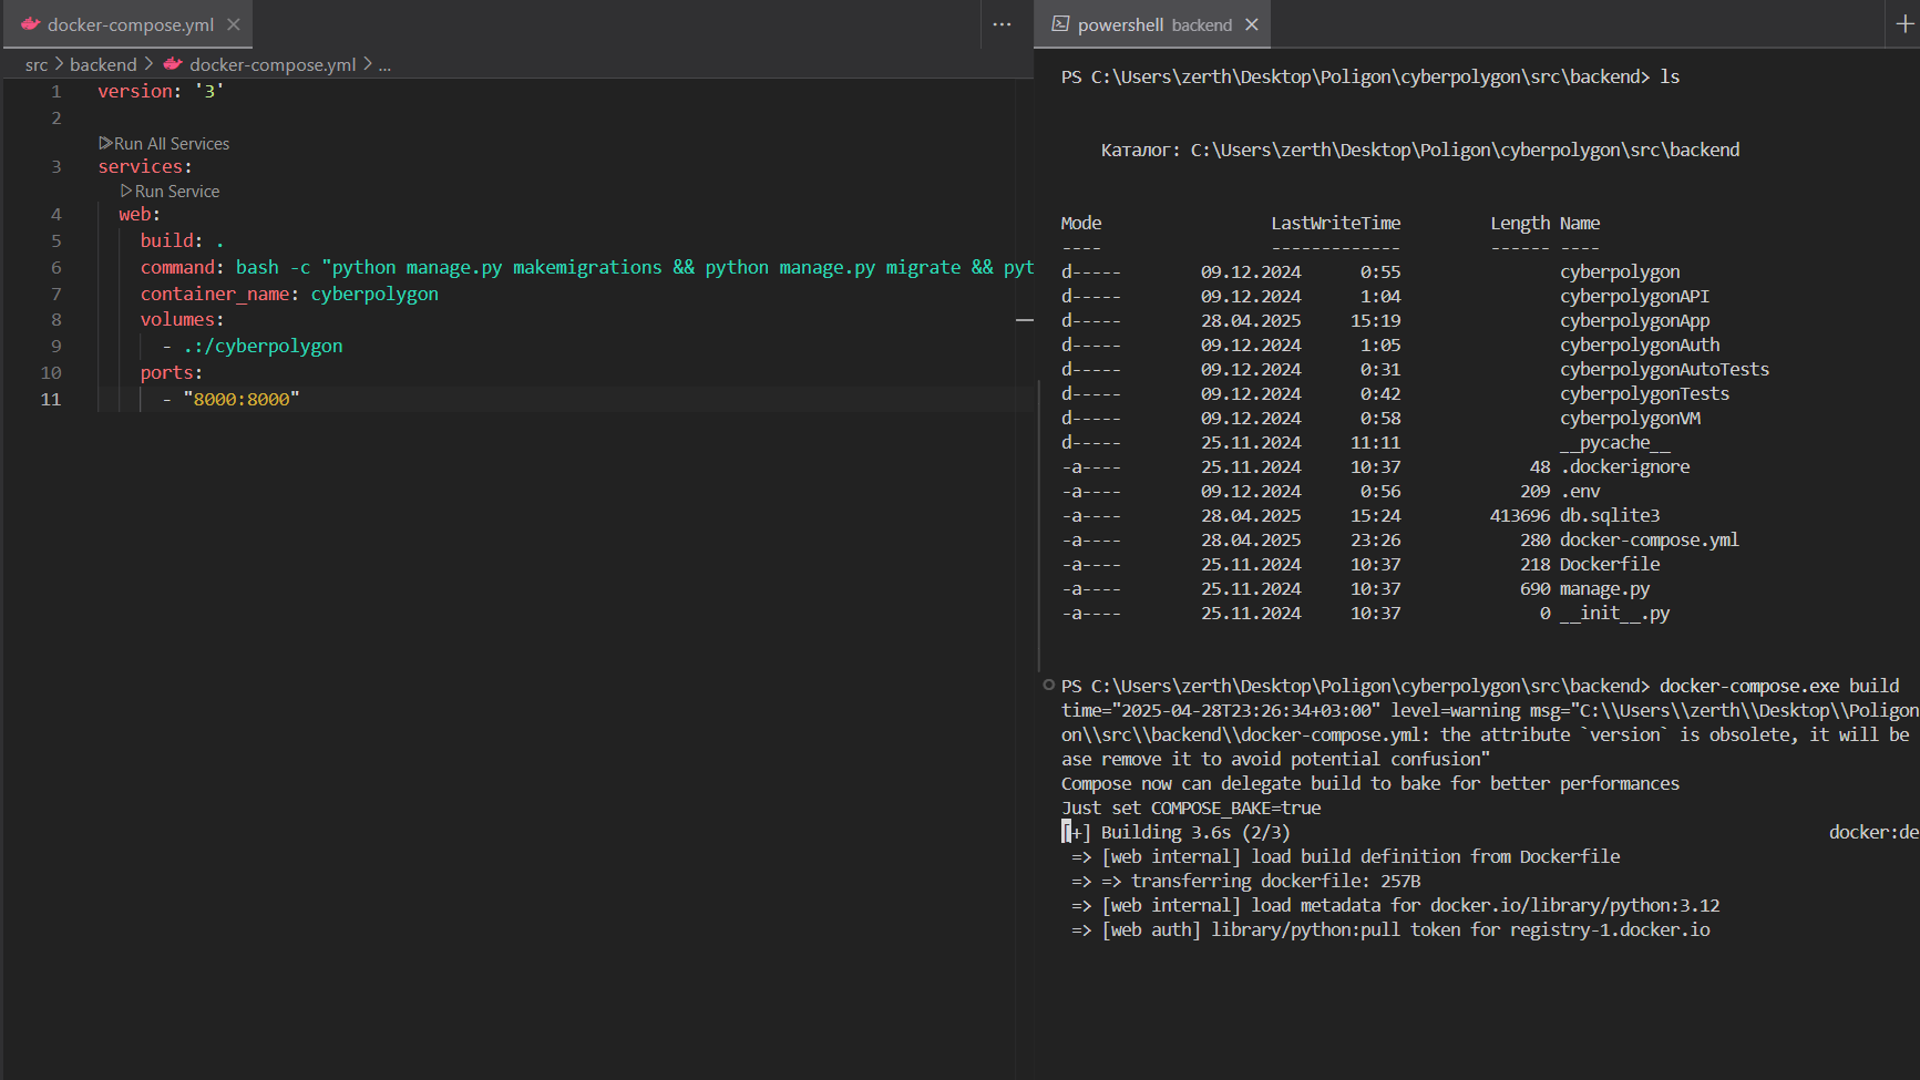 docker-compose.yml
src > backend > docker-compose.yml > ...
1 version: '3'
2
Run All Services
3 services:
Run Service
4 web:
5 build: .
6 command: bash -c "python manage.py makemigrations && python manage.py migrate && pyt
7 container_name: cyberpolygon
8 volumes:
9 - .:/cyberpolygon
10 ports:
11 - "8000:8000"
powershell backend
PS C:\Users\zerth\Desktop\Poligon\cyberpolygon\src\backend> ls
Каталог: C:\Users\zerth\Desktop\Poligon\cyberpolygon\src\backend
Mode LastWriteTime Length Name
---- ------------- ------ ----
d----- 09.12.2024 0:55 cyberpolygon
d----- 09.12.2024 1:04 cyberpolygonAPI
d----- 28.04.2025 15:19 cyberpolygonApp
d----- 09.12.2024 1:05 cyberpolygonAuth
d----- 09.12.2024 0:31 cyberpolygonAutoTests
d----- 09.12.2024 0:42 cyberpolygonTests
d----- 09.12.2024 0:58 cyberpolygonVM
d----- 25.11.2024 11:11 __pycache__
-a---- 25.11.2024 10:37 48 .dockerignore
-a---- 09.12.2024 0:56 209 .env
-a---- 28.04.2025 15:24 413696 db.sqlite3
-a---- 28.04.2025 23:26 280 docker-compose.yml
-a---- 25.11.2024 10:37 218 Dockerfile
-a---- 25.11.2024 10:37 690 manage.py
-a---- 25.11.2024 10:37 0 __init__.py
PS C:\Users\zerth\Desktop\Poligon\cyberpolygon\src\backend> docker-compose.exe build
time="2025-04-28T23:26:34+03:00" level=warning msg="C:\\Users\\zerth\\Desktop\\Poligon
on\\src\\backend\\docker-compose.yml: the attribute `version` is obsolete, it will be
ase remove it to avoid potential confusion"
Compose now can delegate build to bake for better performances
Just set COMPOSE_BAKE=true
[+] Building 3.6s (2/3) docker:de
=> [web internal] load build definition from Dockerfile
=> => transferring dockerfile: 257B
=> [web internal] load metadata for docker.io/library/python:3.12
=> [web auth] library/python:pull token for registry-1.docker.io